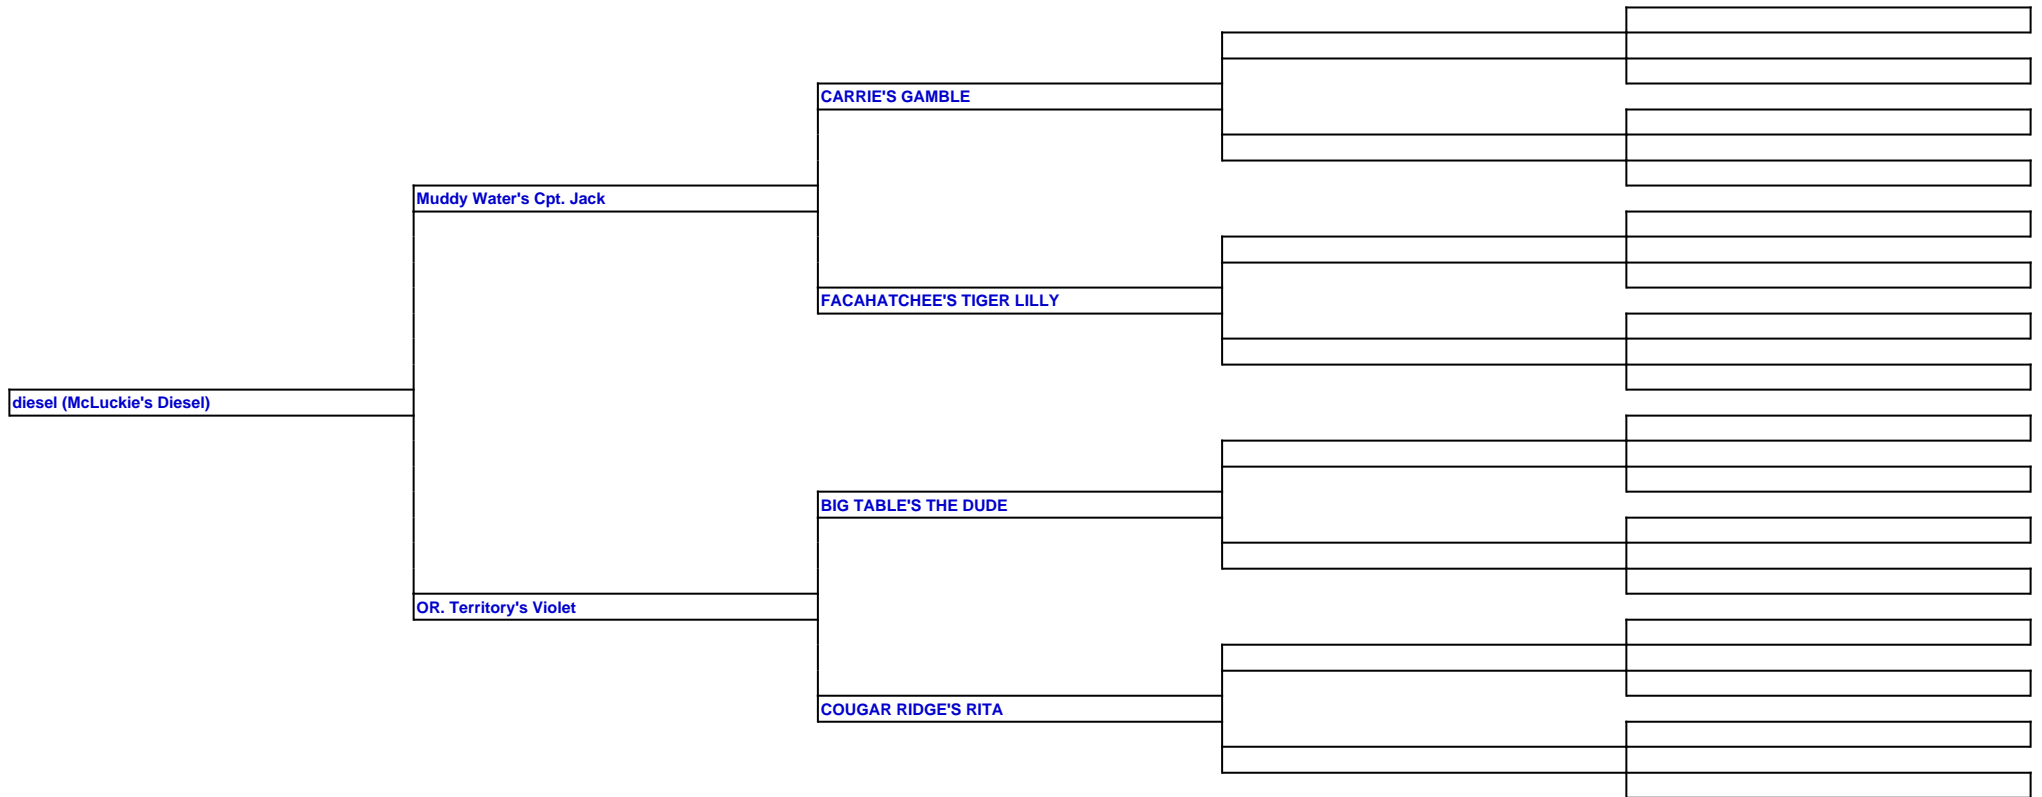 CARRIE'S GAMBLE
Muddy Water's Cpt. Jack
FACAHATCHEE'S TIGER LILLY
diesel (McLuckie's Diesel)
BIG TABLE'S THE DUDE
OR. Territory's Violet
COUGAR RIDGE'S RITA